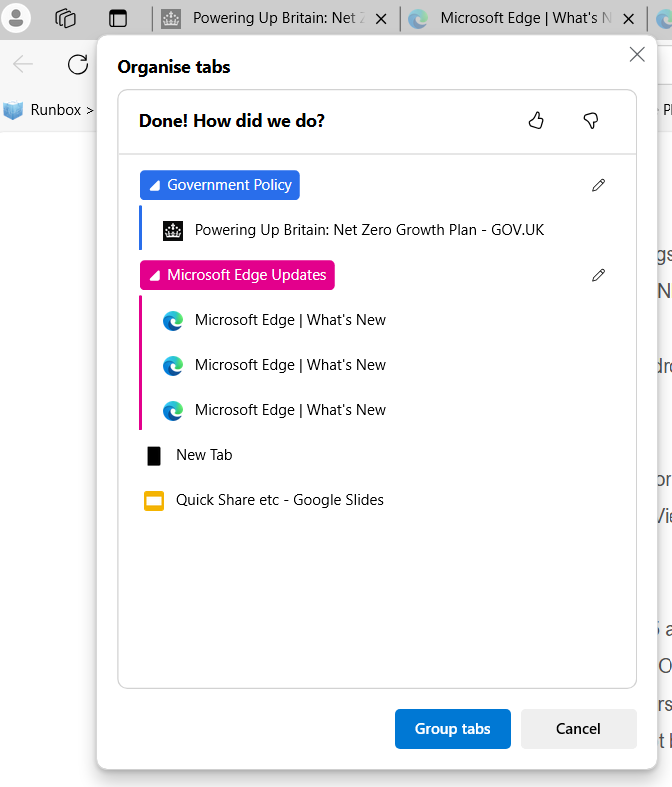 Powering Up Britain: Net Z
Microsoft Edge | What's N
Organise tabs
Runbox >
Done! How did we do?
Government Policy
Powering Up Britain: Net Zero Growth Plan - GOV.UK
Microsoft Edge Updates
Microsoft Edge | What's New
Microsoft Edge | What's New
Microsoft Edge | What's New
New Tab
Quick Share etc - Google Slides
Group tabs
Cancel